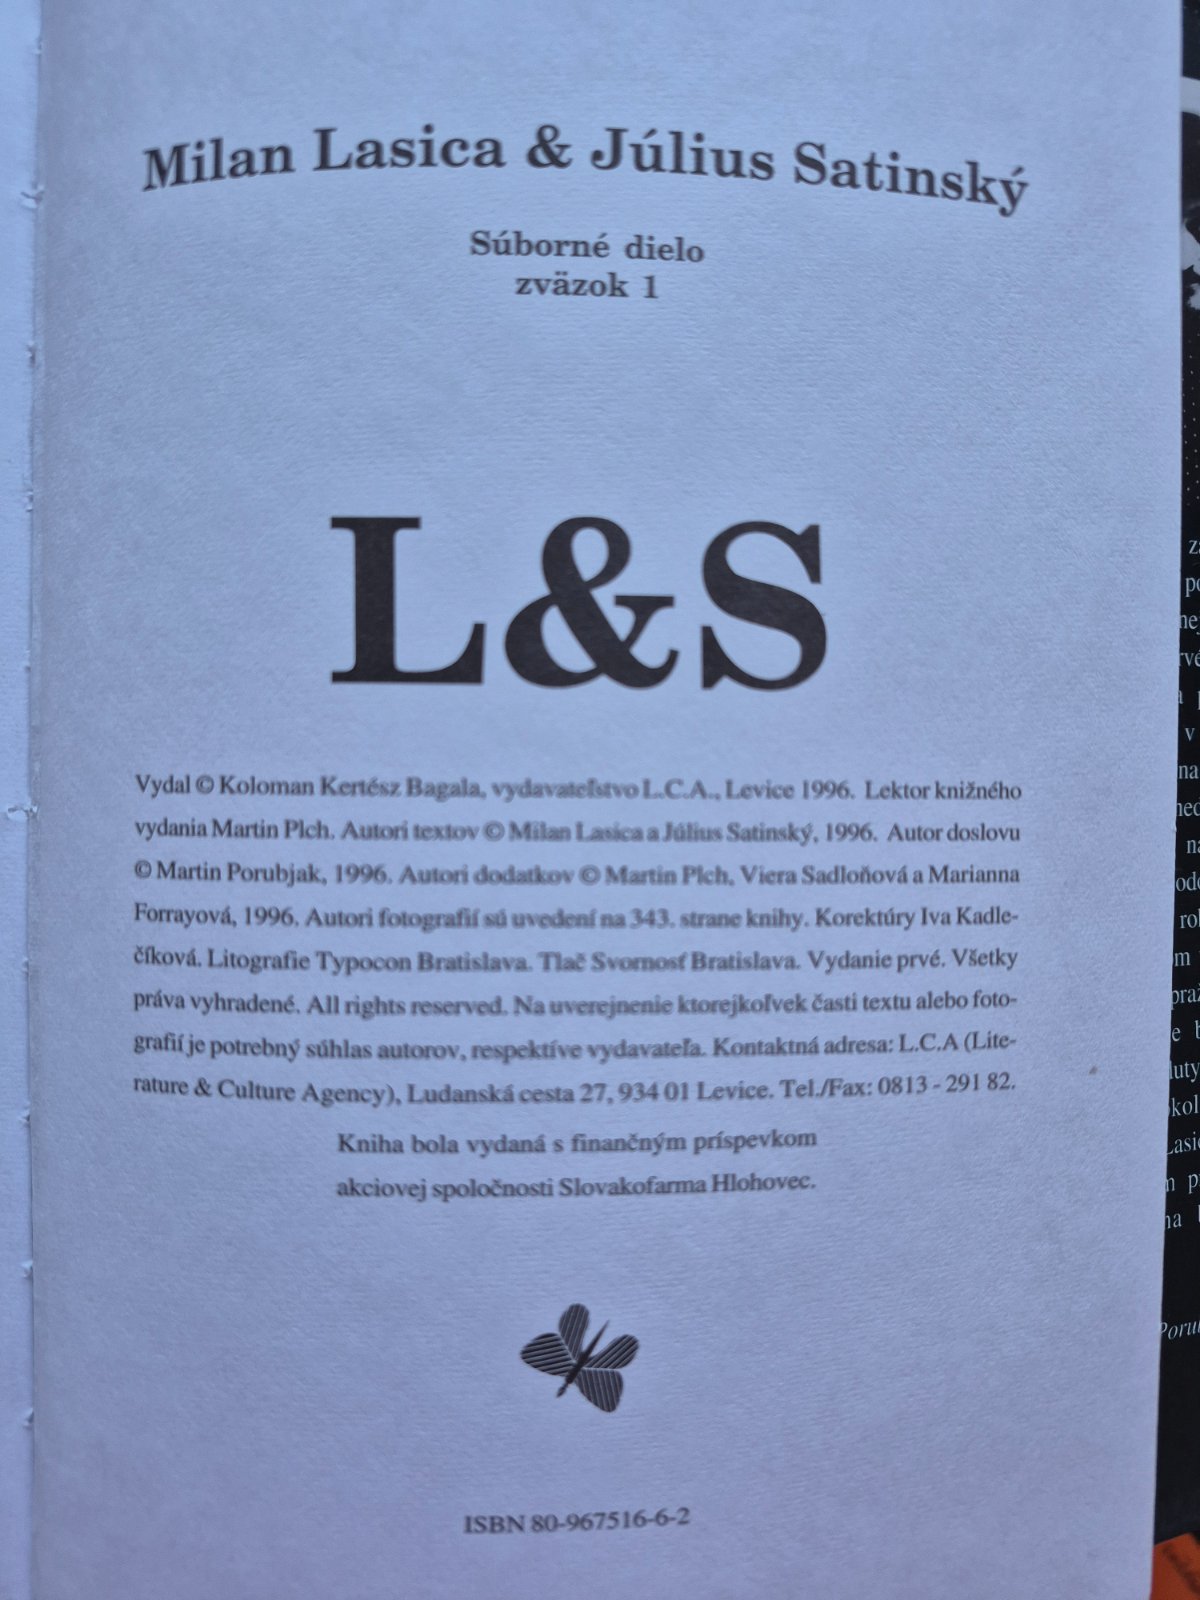 Milan Lasica & Július Satinský
Súborné dielo
zväzok 1
L&S
Vydal © Koloman Kertész Bagala, vydavateľstvo L.C.A., Levice 1996. Lektor knižného
vydania Martin Plch. Autori textov © Milan Lasica a Július Satinský, 1996. Autor doslovu
© Martin Porubjak, 1996. Autori dodatkov © Martin Plch, Viera Sadloňová a Marianna
Forrayová, 1996. Autori fotografií sú uvedení na 343. strane knihy. Korektúry Iva Kadle-
číková. Litografie Typocon Bratislava. Tlač Svornosť Bratislava. Vydanie prvé. Všetky
práva vyhradené. All rights reserved. Na uverejnenie ktorejkoľvek časti textu alebo foto-
grafií je potrebný súhlas autorov, respektíve vydavateľa. Kontaktná adresa: L.C.A (Lite-
rature & Culture Agency), Ludanská cesta 27, 934 01 Levice. Tel./Fax: 0813 - 291 82.
Kniha bola vydaná s finančným príspevkom
akciovej spoločnosti Slovakofarma Hlohovec.
ISBN 80-967516-6-2